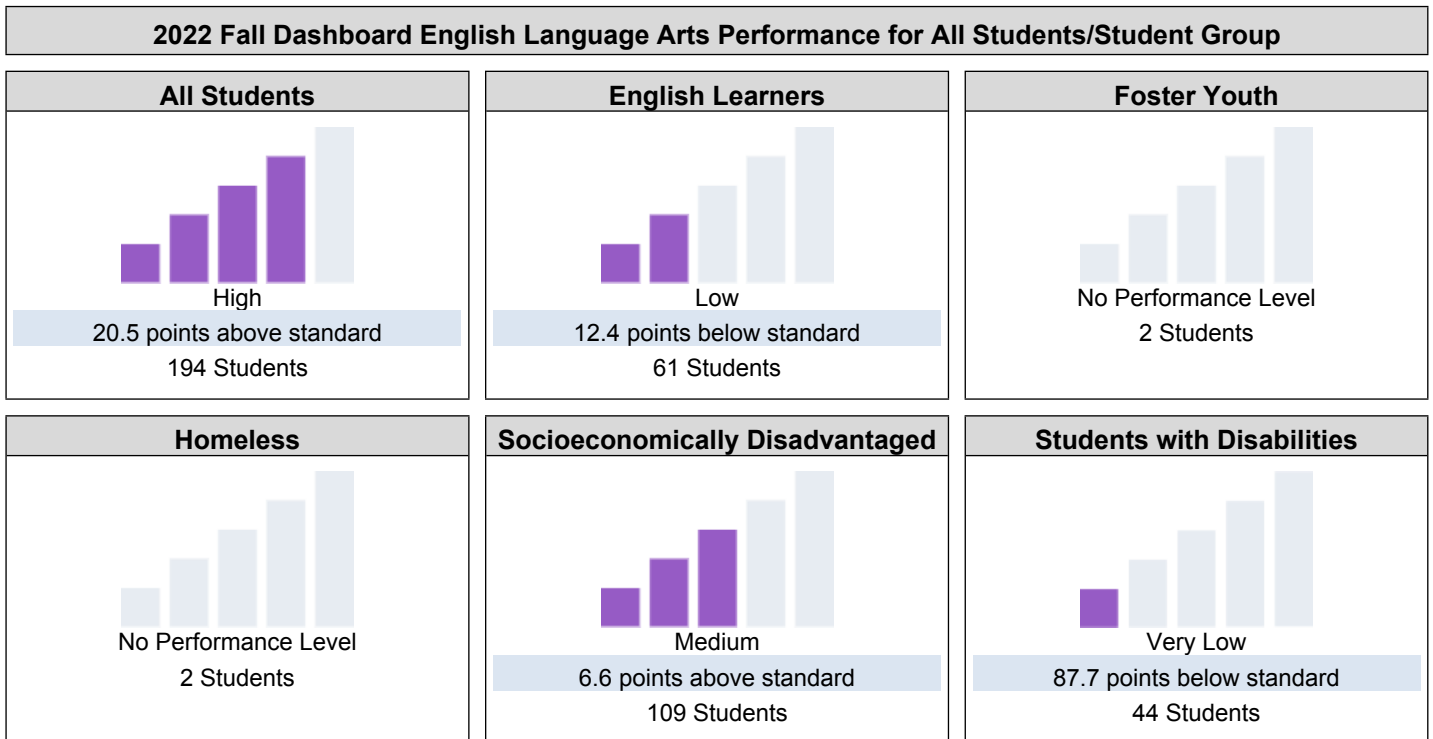 2022 Fall Dashboard English Language Arts Performance for All Students/Student Group
All Students
High
20.5 points above standard
194 Students
English Learners
Low
12.4 points below standard
61 Students
Foster Youth
No Performance Level
2 Students
Homeless
No Performance Level
2 Students
Socioeconomically Disadvantaged
Medium
6.6 points above standard
109 Students
Students with Disabilities
Very Low
87.7 points below standard
44 Students